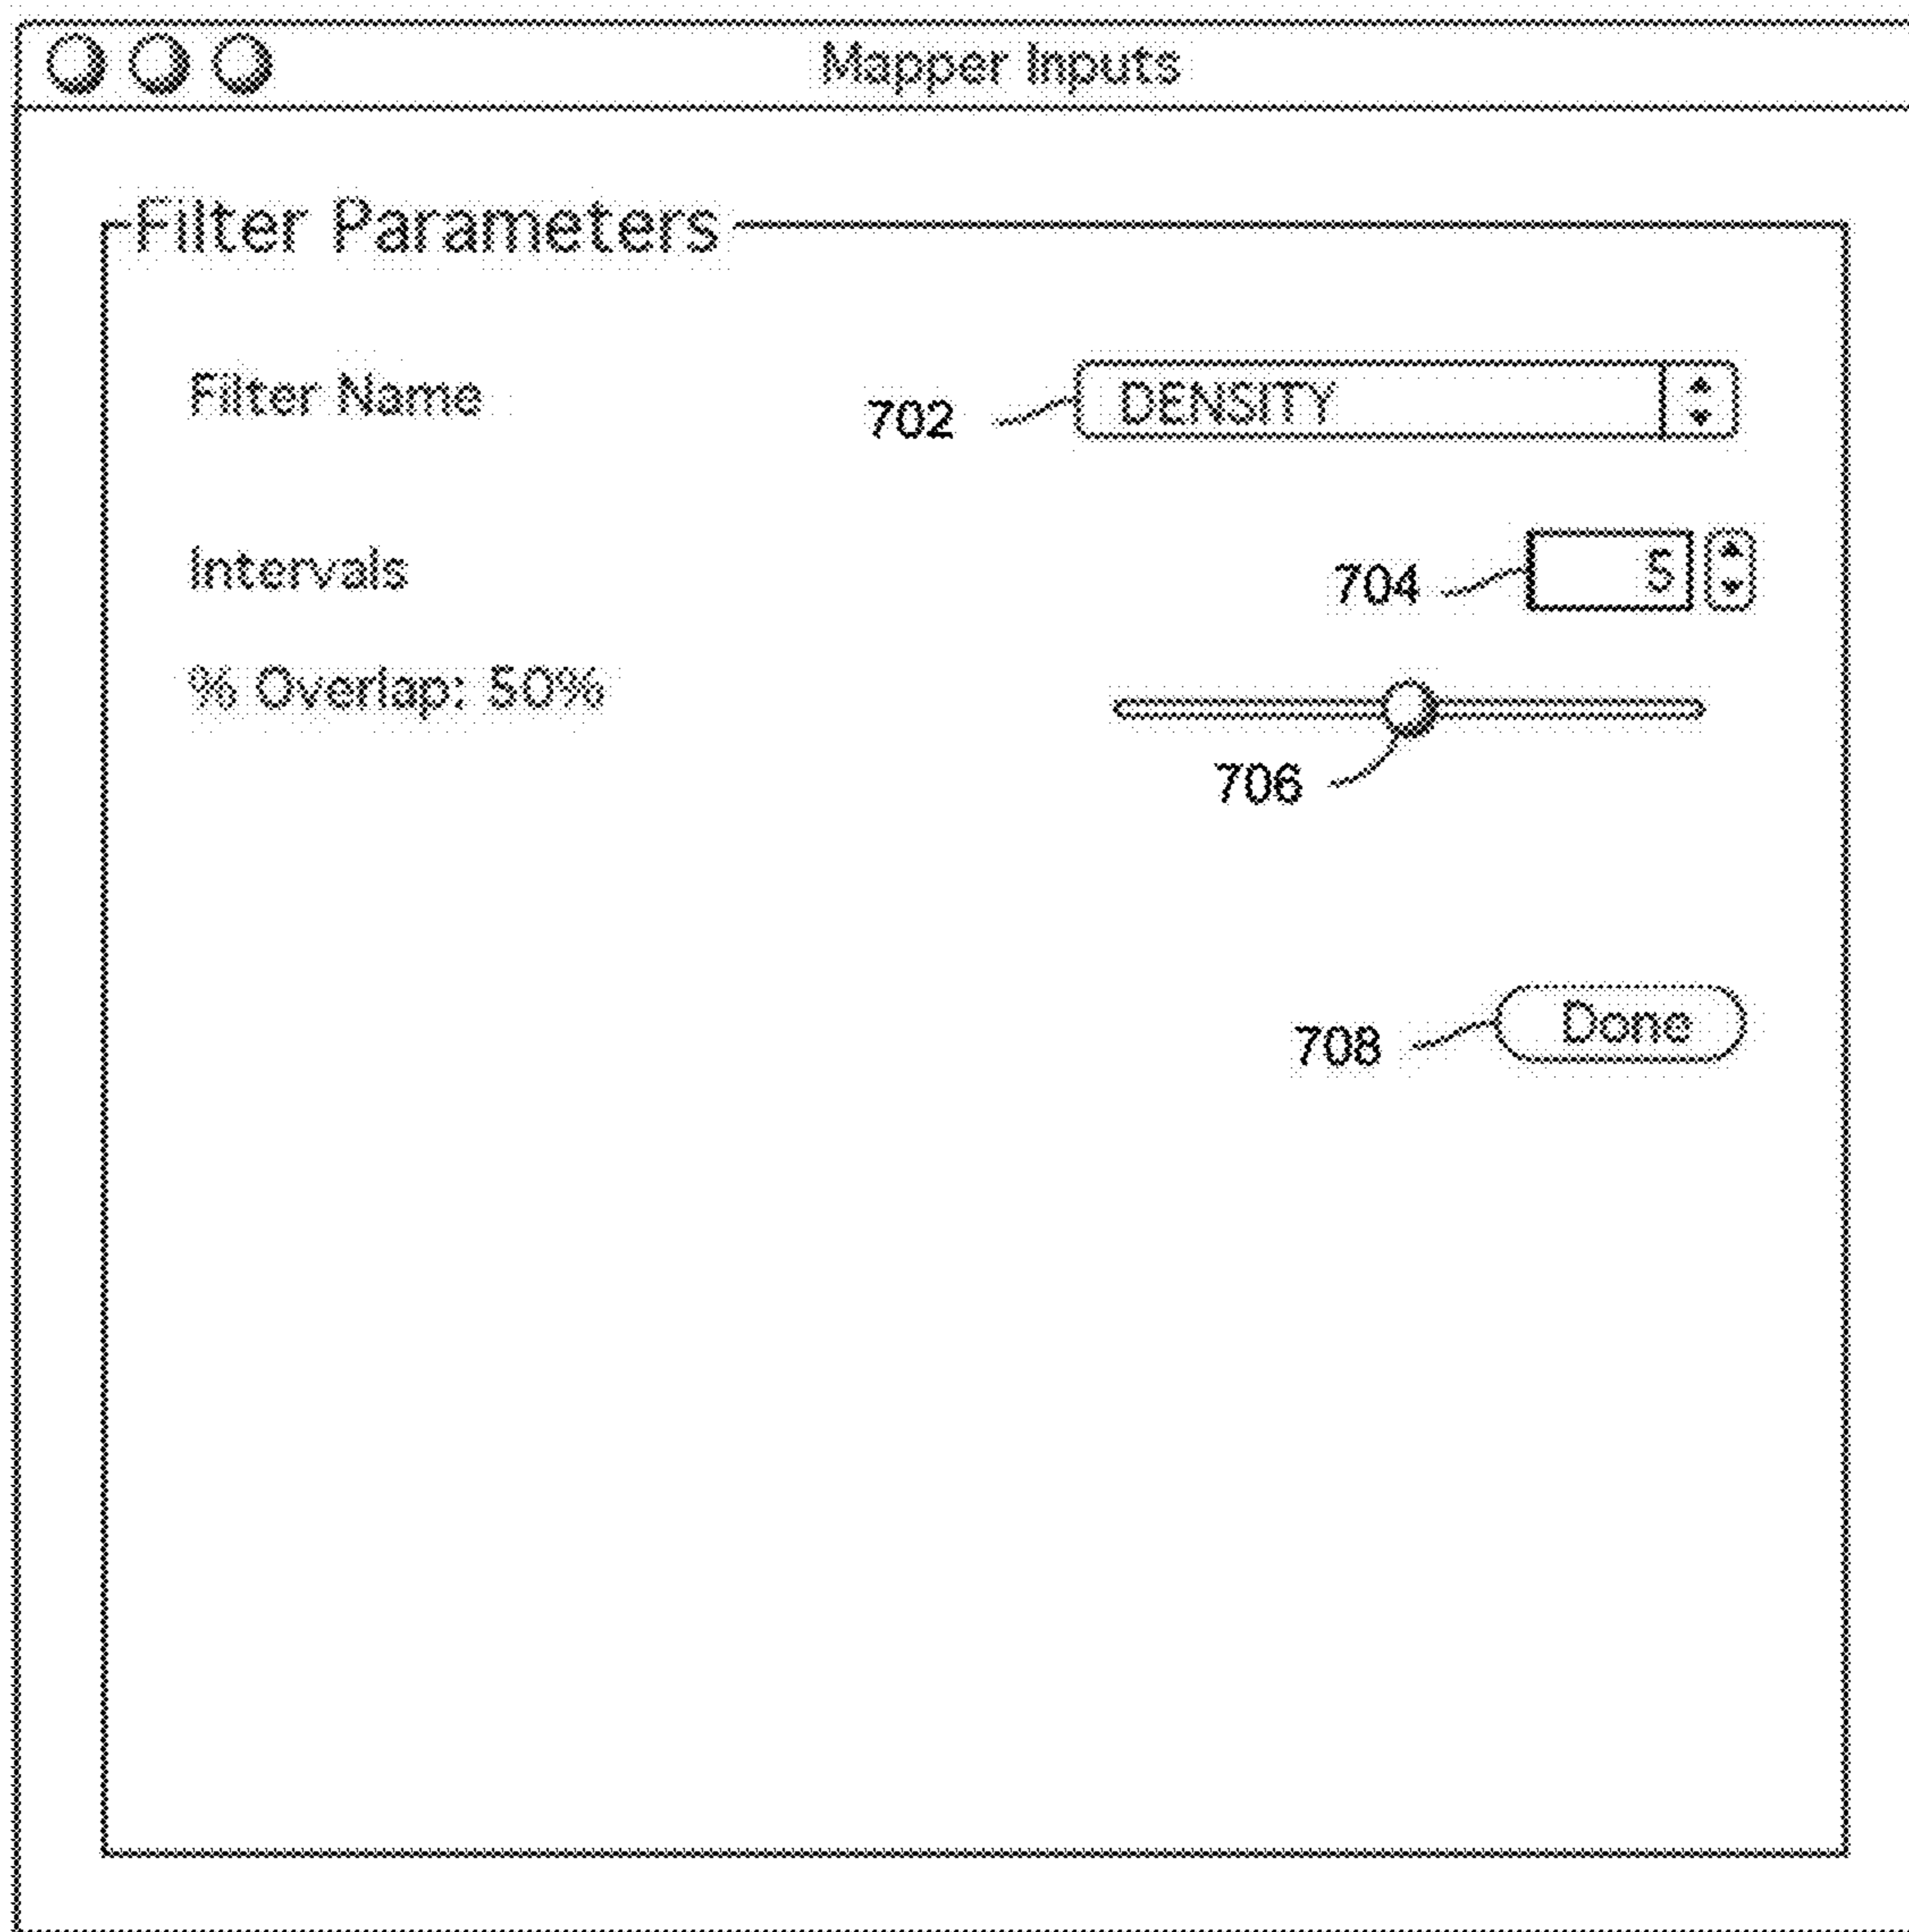 Mapper Inputs
Filter Parameters
Filter Name 702 DENSITY
Intervals 704 5
% Overlap: 50%
706
708 Done